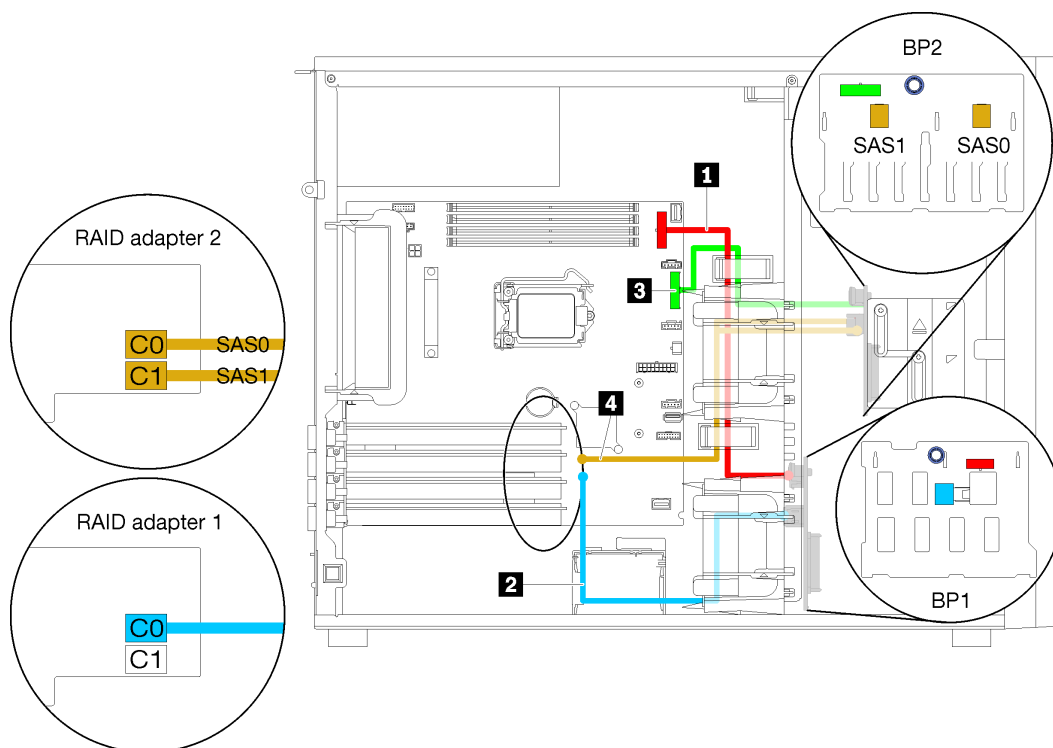 BP2
SAS1 SAS0
1
RAID adapter 2
3
C0 SAS0
C1 SAS1
4
RAID adapter 1
2
BP1
C0
C1